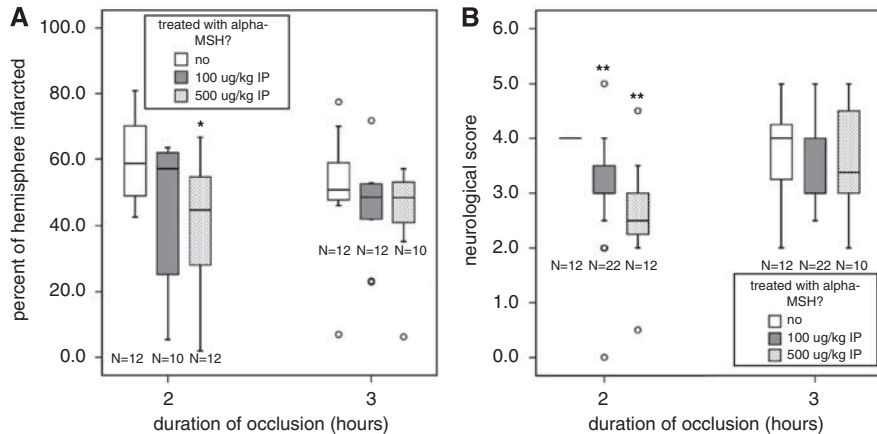 A
100.0
80.0
60.0
40.0
20.0
0.0
percent of hemisphere infarcted
treated with alpha-
MSH?
no
100 ug/kg IP
500 ug/kg IP
*
N=12 N=10 N=12
N=12 N=12 N=10
2 3
duration of occlusion (hours)
B
6.0
5.0
4.0
3.0
2.0
1.0
0.0
neurological score
**
**
N=12 N=22 N=12
N=12 N=22 N=10
treated with alpha-
MSH?
no
100 ug/kg IP
500 ug/kg IP
2 3
duration of occlusion (hours)